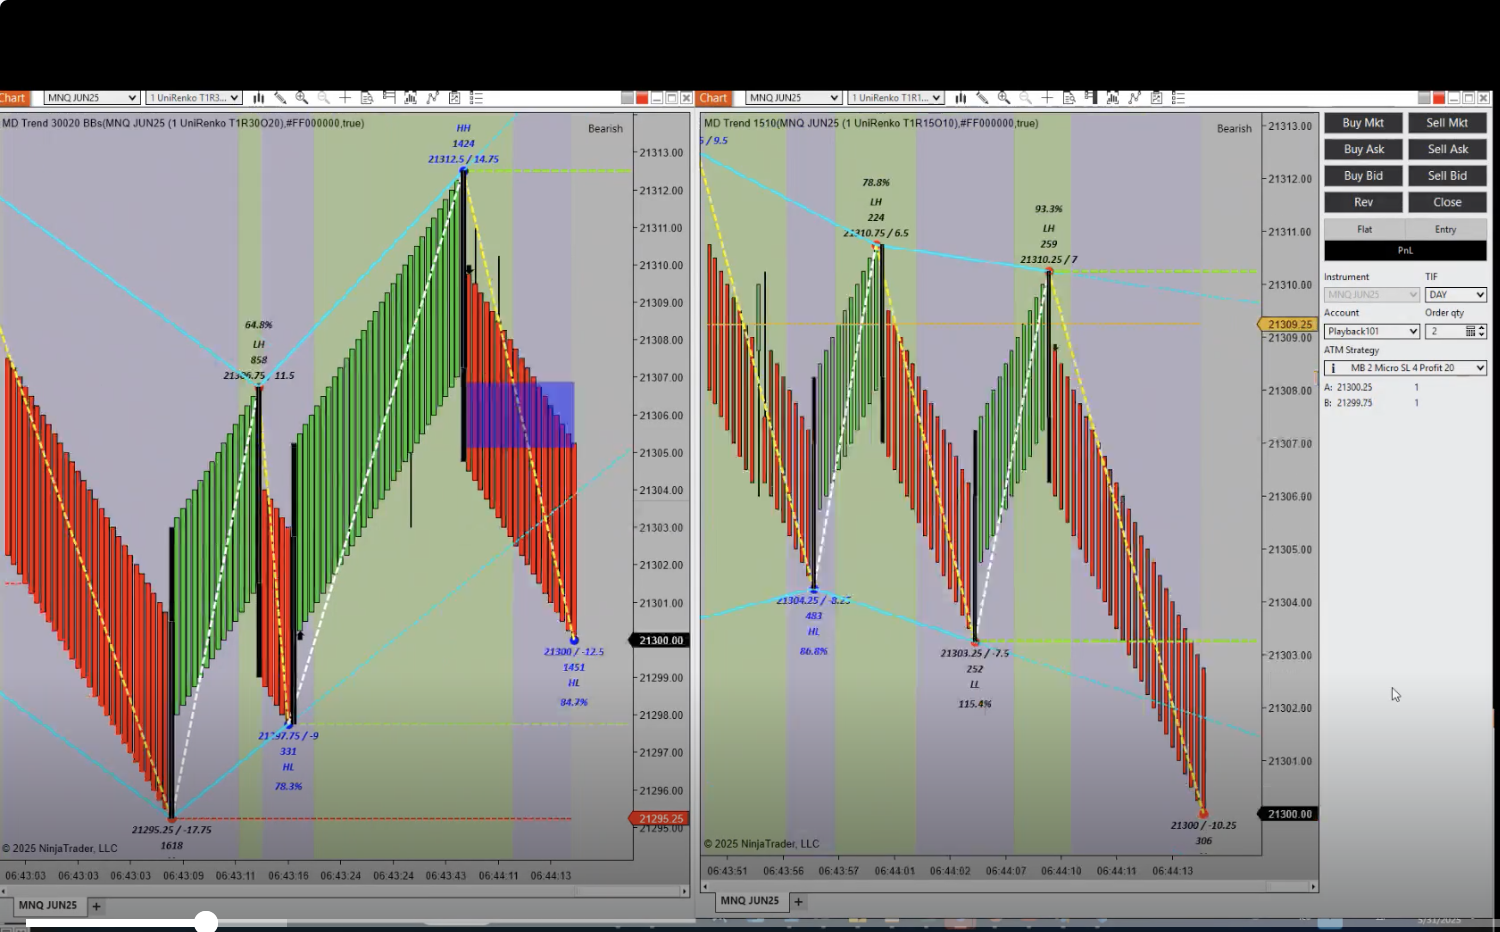 Chart MNQ JUN25 1 UniRenko T1R3...
MD Trend 30020 BBs(MNQ JUN25 (1 UniRenko T1R30O20),#FF000000,true)
Bearish
HH
1424
21312.5 / 14.75
64.8%
LH
858
11.5
21300 / -12.5
1451
HL
84.7%
21297.75 / -9
331
HL
78.3%
21295.25 / -17.75
1618
21313.00
21312.00
21311.00
21310.00
21309.00
21308.00
21307.00
21306.00
21305.00
21304.00
21303.00
21302.00
21301.00
21300.00
21299.00
21298.00
21297.00
21296.00
21295.25
21295.00
© 2025 NinjaTrader, LLC
06:43:03 06:43:03 06:43:03 06:43:09 06:43:11 06:43:16 06:43:24 06:43:24 06:43:43 06:44:11 06:44:13
MNQ JUN25 +
Chart MNQ JUN25 1 UniRenko T1R1...
MD Trend 1510(MNQ JUN25 (1 UniRenko T1R15O10),#FF000000,true)
Bearish
5 / 9.5
78.8%
LH
224
21310.75 / 6.5
93.3%
LH
259
21310.25 / 7
21304.25 / -8.25
483
HL
86.8%
21303.25 / -7.5
252
LL
115.4%
21300 / -10.25
306
21313.00
21312.00
21311.00
21310.00
21309.25
21309.00
21308.00
21307.00
21306.00
21305.00
21304.00
21303.00
21302.00
21301.00
21300.00
© 2025 NinjaTrader, LLC
06:43:51 06:43:56 06:43:57 06:44:01 06:44:02 06:44:10 06:44:11 06:44:13
MNQ JUN25 +
Buy Mkt Sell Mkt
Buy Ask Sell Ask
Buy Bid Sell Bid
Rev Close
Flat Entry
PnL
Instrument TIF
MNQ JUN25 DAY
Account Order qty
Playback101 2
ATM Strategy
i MB 2 Micro SL 4 Profit 20
A: 21300.25 1
B: 21299.75 1
5/31/2025